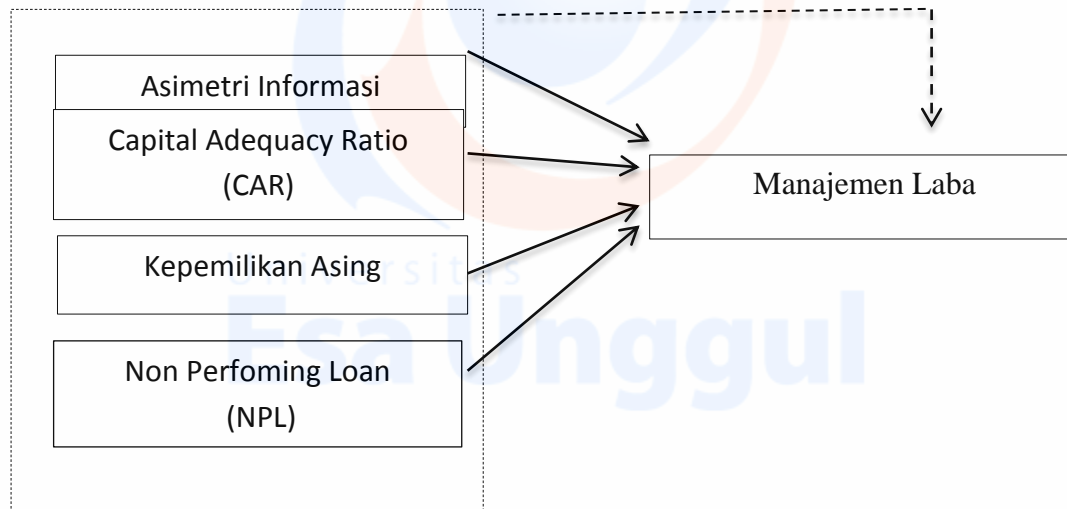 Asimetri Informasi
Capital Adequacy Ratio
(CAR)
Manajemen Laba
Kepemilikan Asing
Universitas
Esa Unggul
Non Perfoming Loan
(NPL)